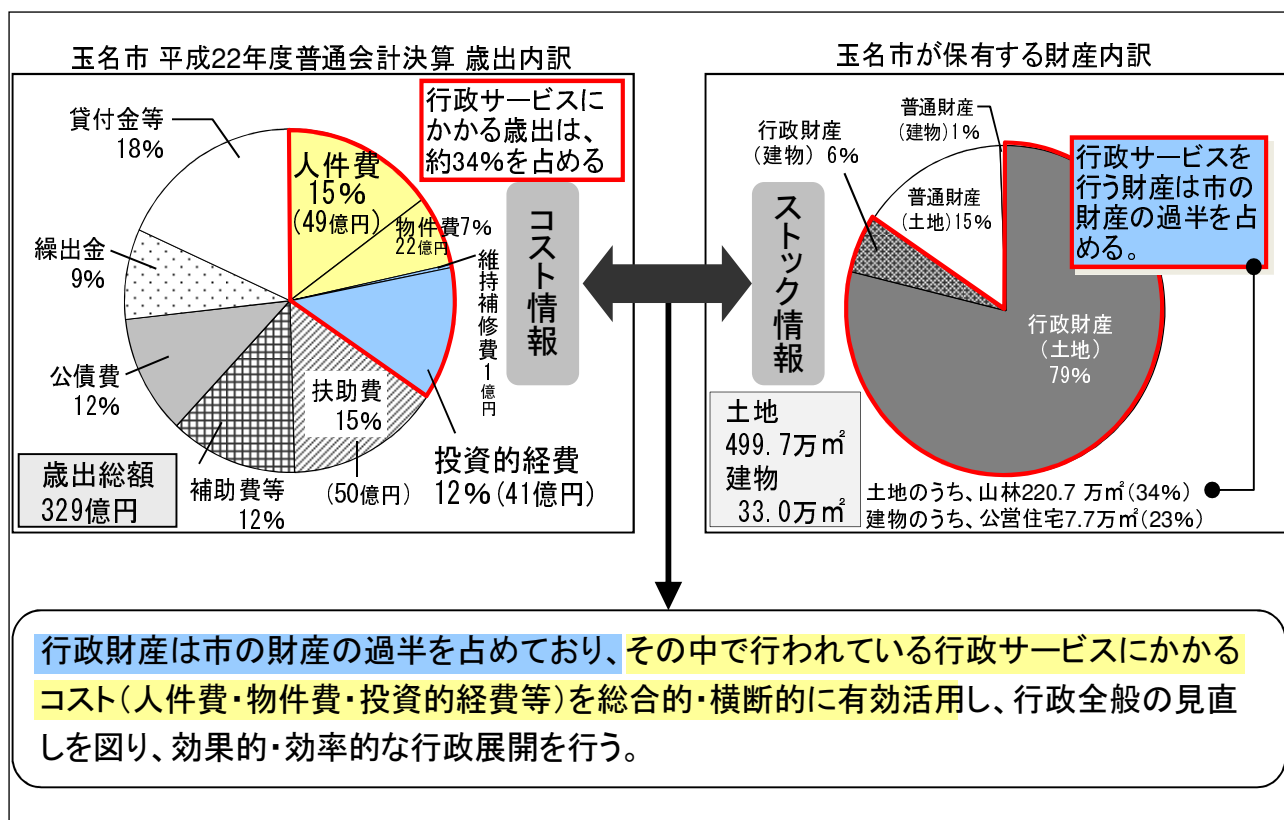 玉名市 平成22年度普通会計決算 歳出内訳
行政サービスに
かかる歳出は、
約34%を占める
貸付金等
18%
人件費
15%
(49億円)
物件費7%
22億円
維持補修費1億円
繰出金
9%
公債費
12%
扶助費
15%
(50億円)
補助費等
12%
投資的経費
12%(41億円)
歳出総額
329億円
コスト情報
ストック情報
玉名市が保有する財産内訳
普通財産
(建物)1%
行政財産
(建物) 6%
普通財産
(土地)15%
行政サービスを
行う財産は市の
財産の過半を占
める。
行政財産
(土地)
79%
土地
499.7万㎡
建物
33.0万㎡
土地のうち、山林220.7 万㎡(34%)
建物のうち、公営住宅7.7万㎡(23%)
行政財産は市の財産の過半を占めており、その中で行われている行政サービスにかかる
コスト(人件費・物件費・投資的経費等)を総合的・横断的に有効活用し、行政全般の見直
しを図り、効果的・効率的な行政展開を行う。